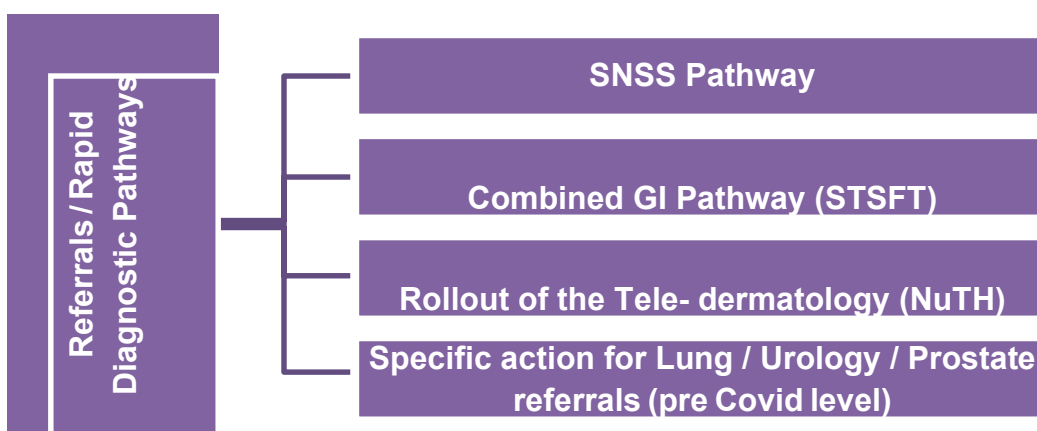 Referrals / Rapid
Diagnostic Pathways
SNSS Pathway
Combined GI Pathway (STSFT)
Rollout of the Tele- dermatology (NuTH)
Specific action for Lung / Urology / Prostate
referrals (pre Covid level)